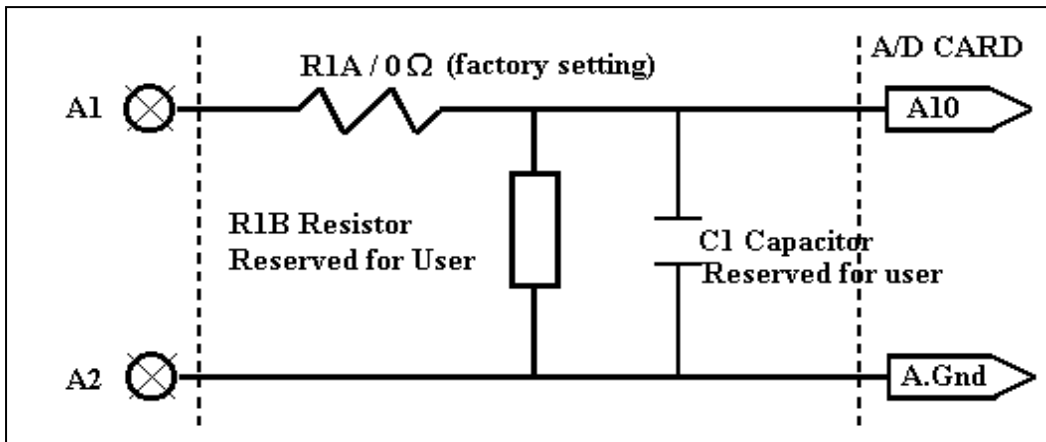 R1A / 0 Ω (factory setting)
A/D CARD
A1
A10
R1B Resistor
Reserved for User
C1 Capacitor
Reserved for user
A2
A.Gnd